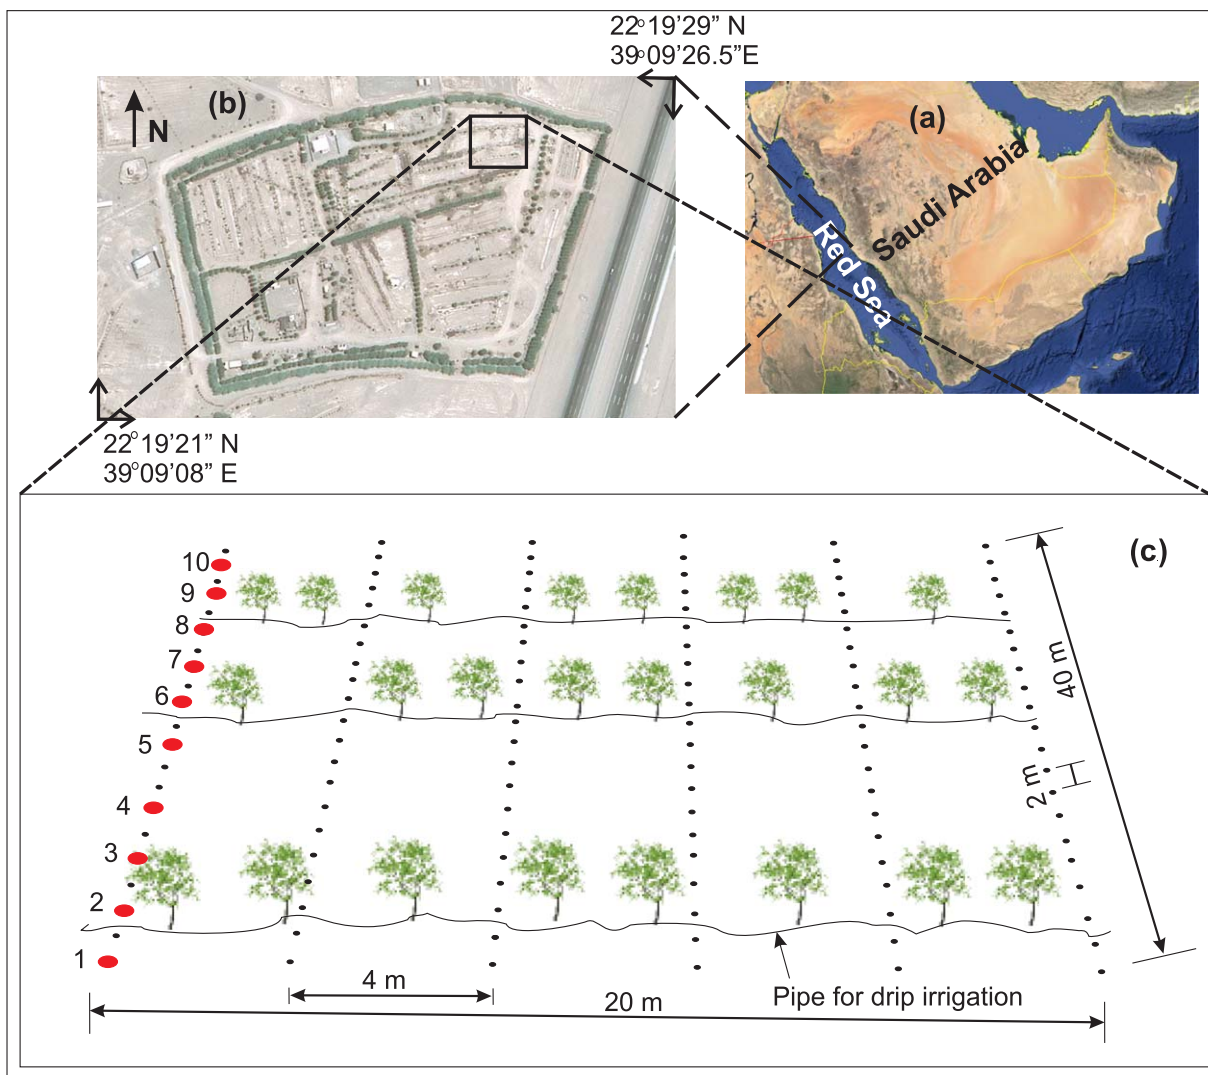 22°19’29” N
39°09’26.5”E
(b)
N
(a)
Saudi Arabia
Red Sea
22°19’21” N
39°09’08” E
(c)
10
9
8
7
6
5
4
3
2
1
40 m
2 m
4 m
20 m
Pipe for drip irrigation